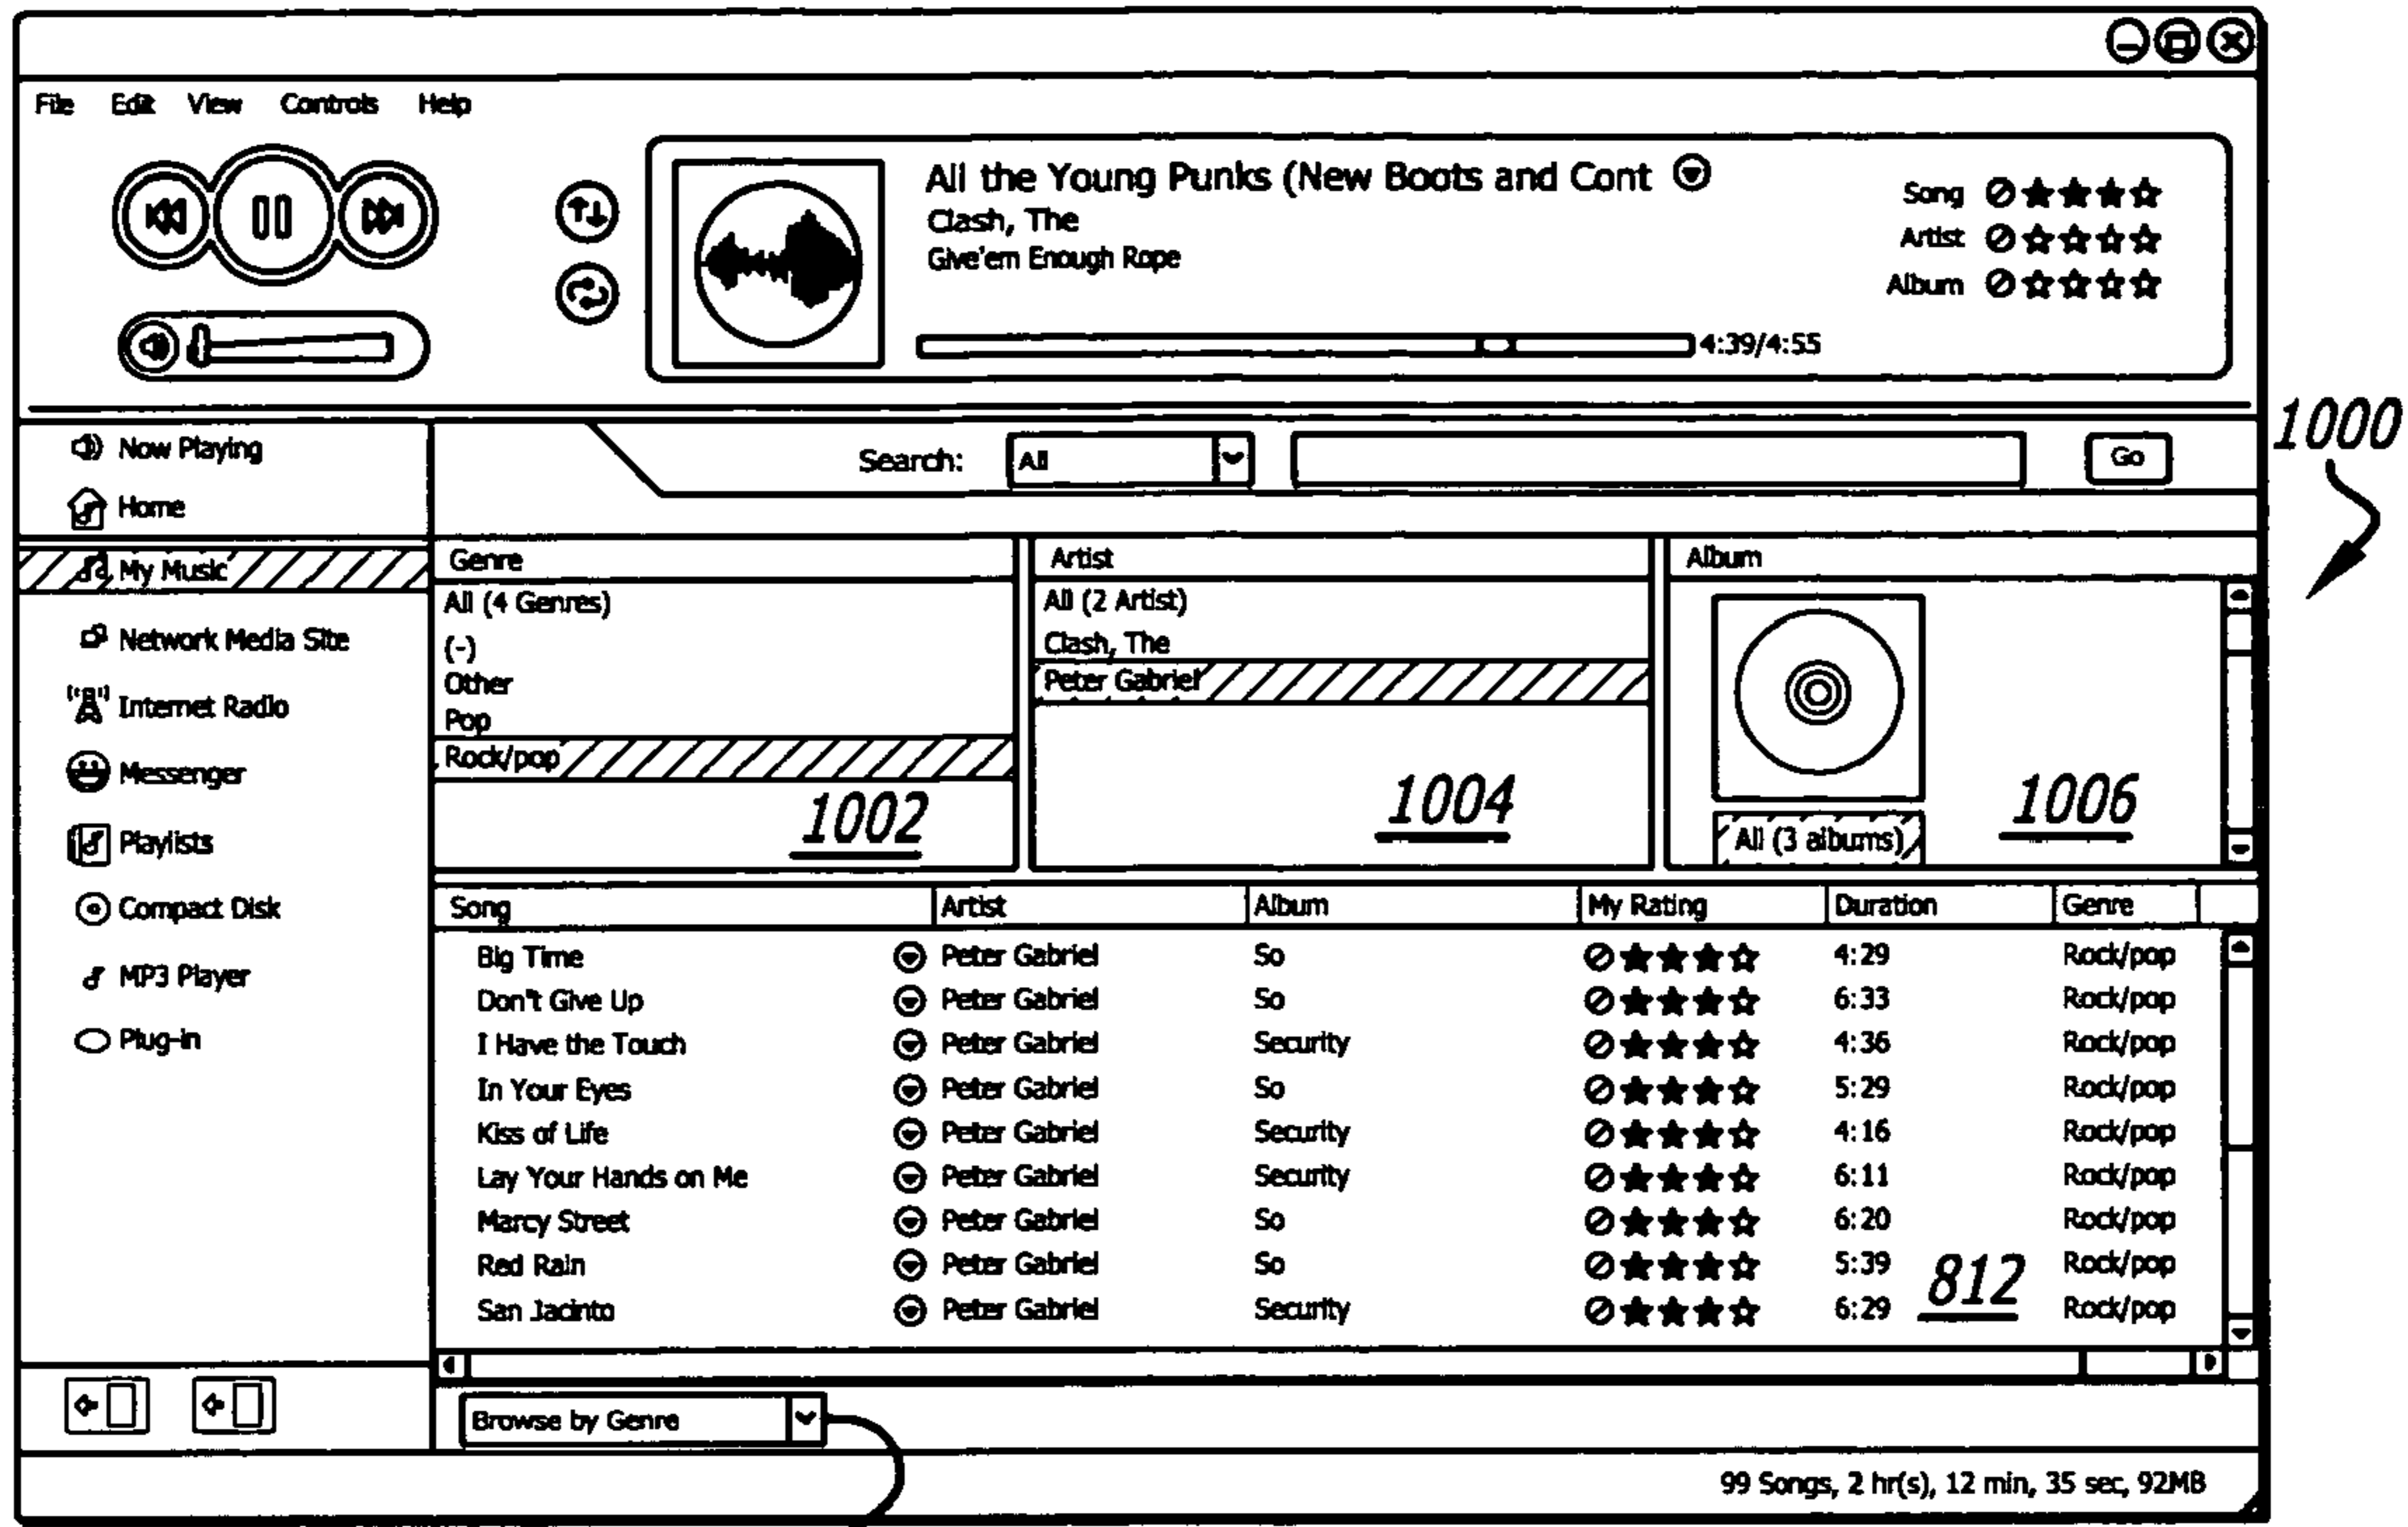 File Edit View Controls Help
All the Young Punks (New Boots and Cont
Clash, The
Give'em Enough Rope
Song
Artist
Album
4:39/4:55
1000
Now Playing
Home
My Music
Network Media Site
Internet Radio
Messenger
Playlists
Compact Disk
MP3 Player
Plug-in
Search: All Go
Genre
All (4 Genres)
(-)
Other
Pop
Rock/pop
1002
Artist
All (2 Artist)
Clash, The
Peter Gabriel
1004
Album
All (3 albums)
1006
Song Artist Album My Rating Duration Genre
Big Time Peter Gabriel So 4:29 Rock/pop
Don't Give Up Peter Gabriel So 6:33 Rock/pop
I Have the Touch Peter Gabriel Security 4:36 Rock/pop
In Your Eyes Peter Gabriel So 5:29 Rock/pop
Kiss of Life Peter Gabriel Security 4:16 Rock/pop
Lay Your Hands on Me Peter Gabriel Security 6:11 Rock/pop
Marcy Street Peter Gabriel So 6:20 Rock/pop
Red Rain Peter Gabriel So 5:39 Rock/pop
San Jacinto Peter Gabriel Security 6:29 Rock/pop
812
Browse by Genre
99 Songs, 2 hr(s), 12 min, 35 sec, 92MB